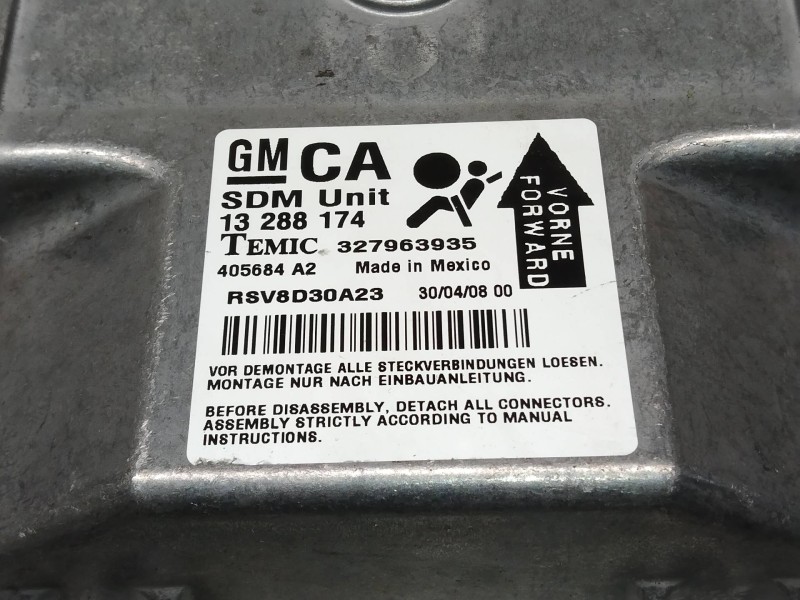 GM CA
SDM Unit
13 288 174
TEMIC 327963935
405684 A2 Made in Mexico
RSV8D30A23 30/04/08 00
VORNE
FORWARD
VOR DEMONTAGE ALLE STECKVERBINDUNGEN LOESEN.
MONTAGE NUR NACH EINBAUANLEITUNG.
BEFORE DISASSEMBLY, DETACH ALL CONNECTORS.
ASSEMBLY STRICTLY ACCORDING TO MANUAL
INSTRUCTIONS.